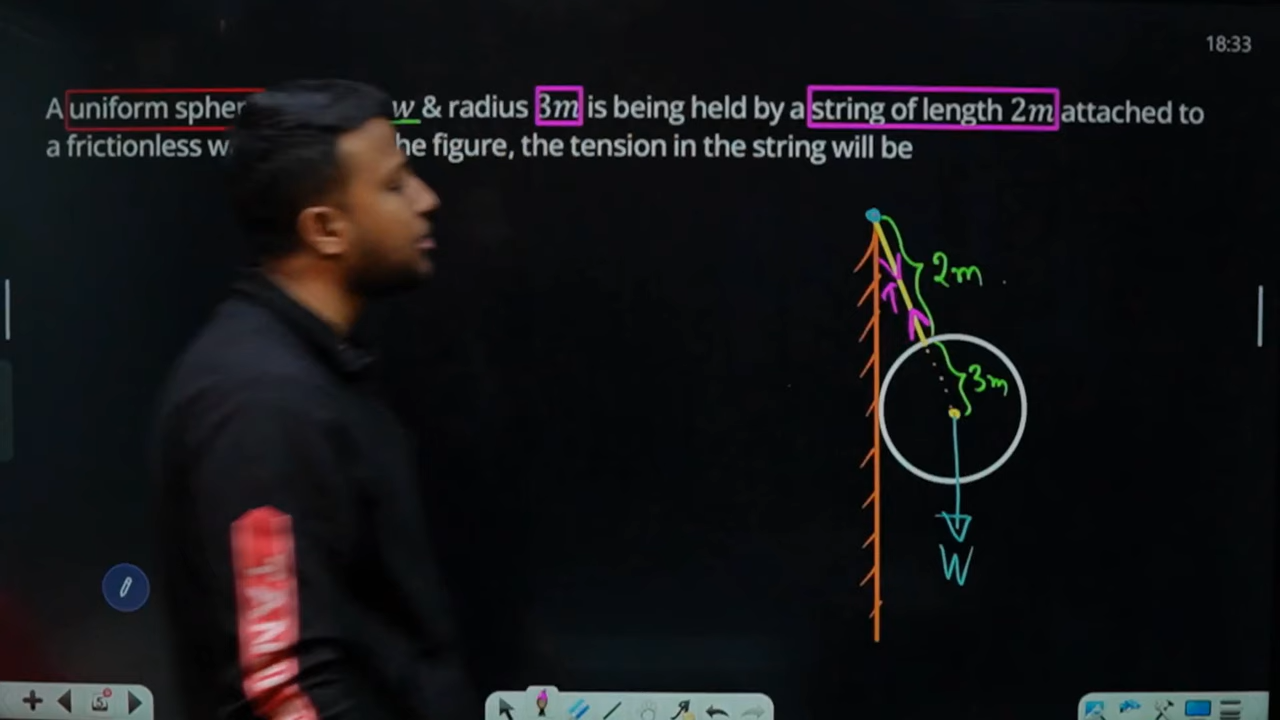 18:33
A uniform spher w & radius 3m is being held by a string of length 2m attached to
a frictionless w he figure, the tension in the string will be
2m
3m
W